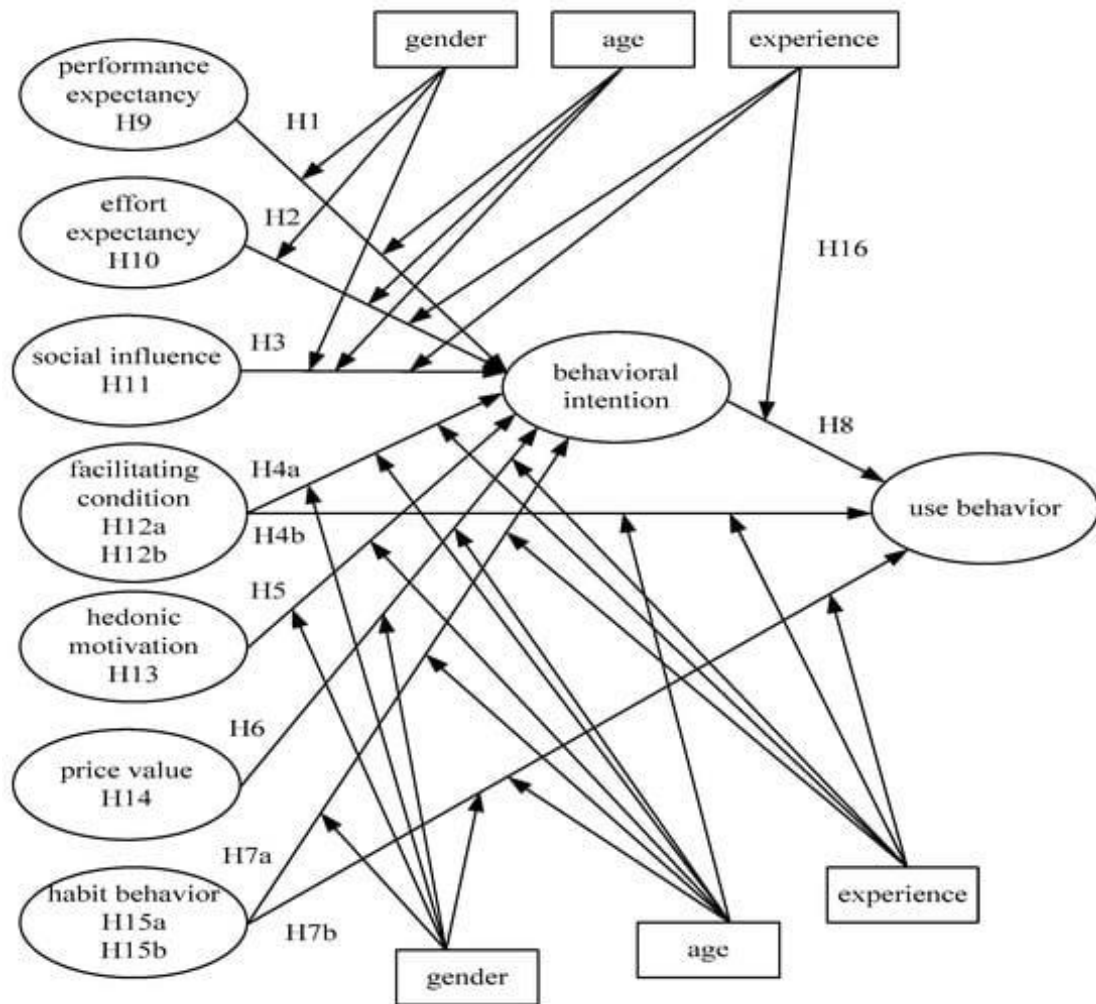 gender
age
experience
performance
expectancy
H9
H1
effort
expectancy
H10
H2
H16
social influence
H11
H3
behavioral
intention
H8
facilitating
condition
H12a
H12b
H4a
H4b
use behavior
hedonic
motivation
H13
H5
price value
H14
H6
habit behavior
H15a
H15b
H7a
H7b
gender
age
experience